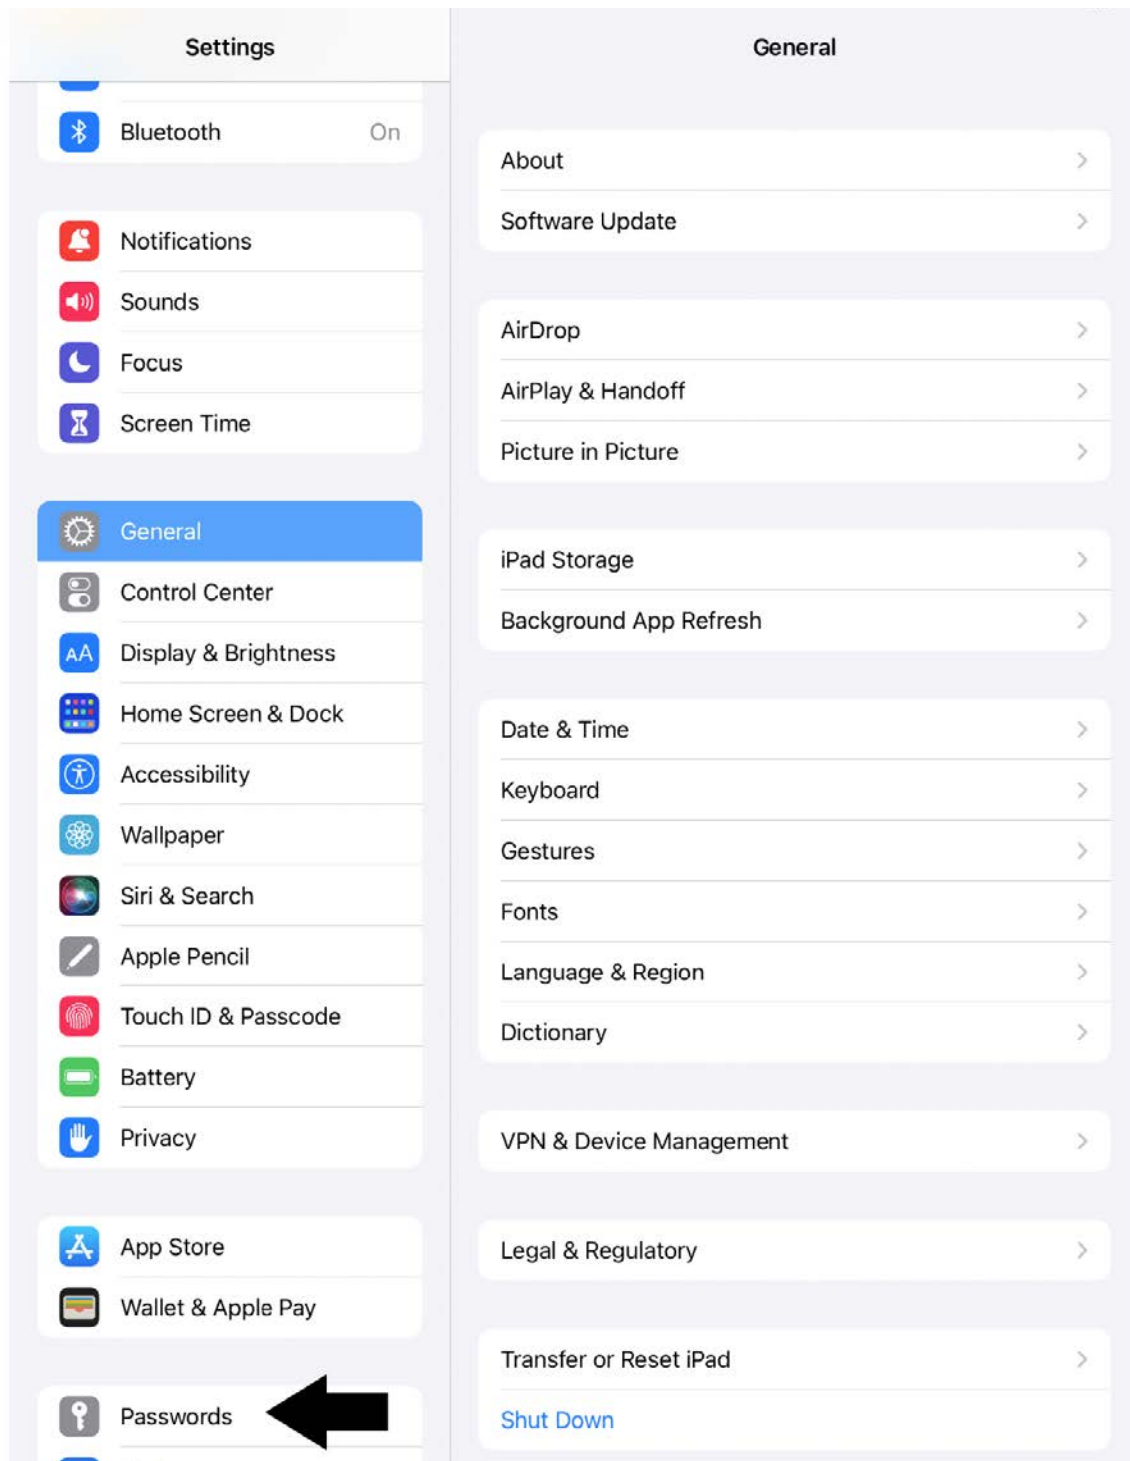 Settings
Bluetooth On
Notifications
Sounds
Focus
Screen Time
General
Control Center
AA Display & Brightness
Home Screen & Dock
Accessibility
Wallpaper
Siri & Search
Apple Pencil
Touch ID & Passcode
Battery
Privacy
App Store
Wallet & Apple Pay
Passwords
General
About
Software Update
AirDrop
AirPlay & Handoff
Picture in Picture
iPad Storage
Background App Refresh
Date & Time
Keyboard
Gestures
Fonts
Language & Region
Dictionary
VPN & Device Management
Legal & Regulatory
Transfer or Reset iPad
Shut Down